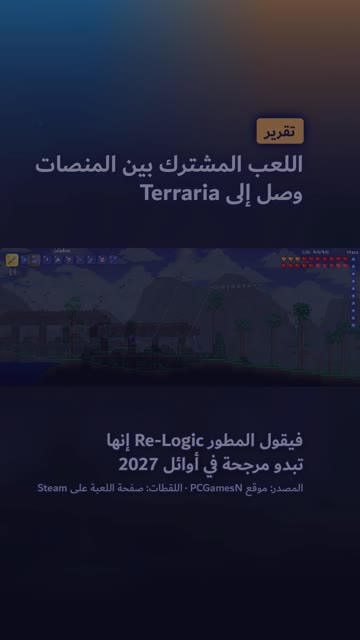 تقرير
اللعب المشترك بين المنصات
وصل إلى Terraria
فيقول المطور Re-Logic إنها
تبدو مرجحة في أوائل 2027
المصدر: موقع PCGamesN · اللقطات: صفحة اللعبة على Steam